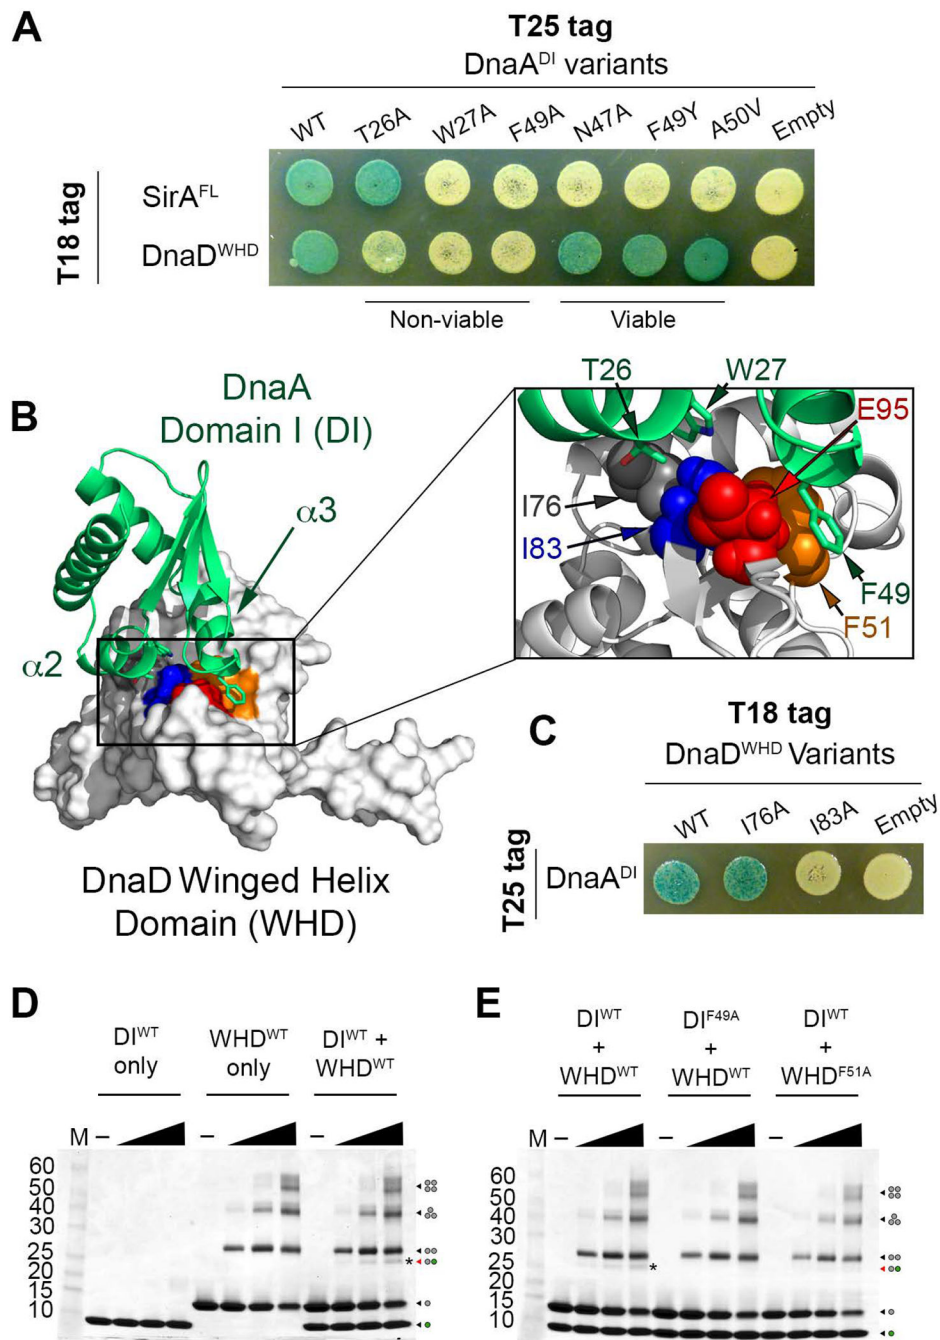 A
T25 tag
DnaA^DI variants
WT T26A W27A F49A N47A F49Y A50V Empty
T18 tag
SirA^FL
DnaD^WHD
Non-viable Viable
B
DnaA
Domain I (DI)
α3
α2
DnaD Winged Helix
Domain (WHD)
T26 W27
E95
I76
I83
F49
F51
C
T18 tag
DnaD^WHD Variants
WT I76A I83A Empty
T25 tag
DnaA^DI
D
DI^WT only
WHD^WT only
DI^WT + WHD^WT
M – – –
60
50
40
30
25
20
15
10
*
E
DI^WT + WHD^WT
DI^F49A + WHD^WT
DI^WT + WHD^F51A
M – – –
60
50
40
30
25
20
15
10
*